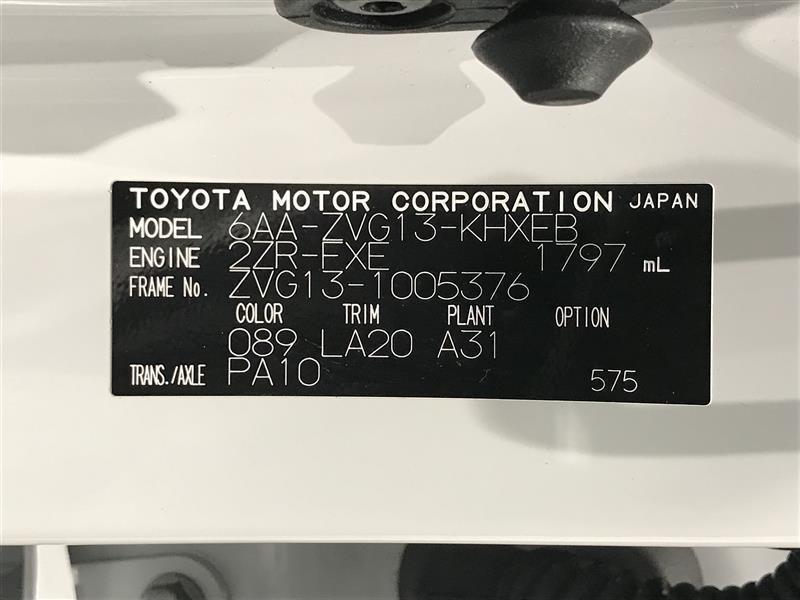 TOYOTA MOTOR CORPORATION JAPAN
MODEL 6AA-ZVG13-KHXEB
ENGINE 2ZR-EXE 1797 mL
FRAME No. ZVG13-1005376
COLOR TRIM PLANT OPTION
089 LA20 A31
TRANS./AXLE PA10 575